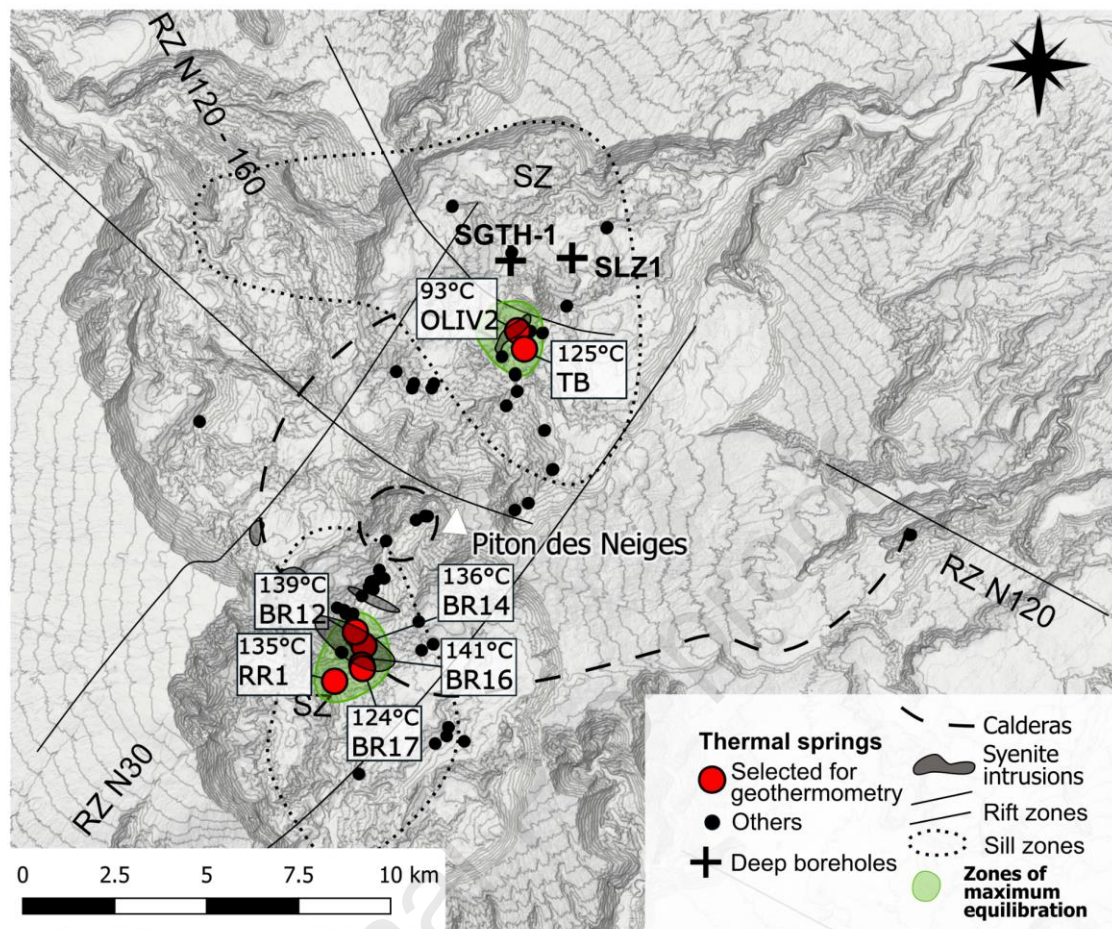 RZ N120 - 160
SZ
SGTH-1
SLZ1
93°C
OLIV2
125°C
TB
Piton des Neiges
RZ N120
139°C
BR12
136°C
BR14
135°C
RR1
141°C
BR16
SZ
124°C
BR17
RZ N30
Thermal springs
Selected for
geothermometry
Others
Deep boreholes
Calderas
Syenite
intrusions
Rift zones
Sill zones
Zones of
maximum
equilibration
0 2.5 5 7.5 10 km